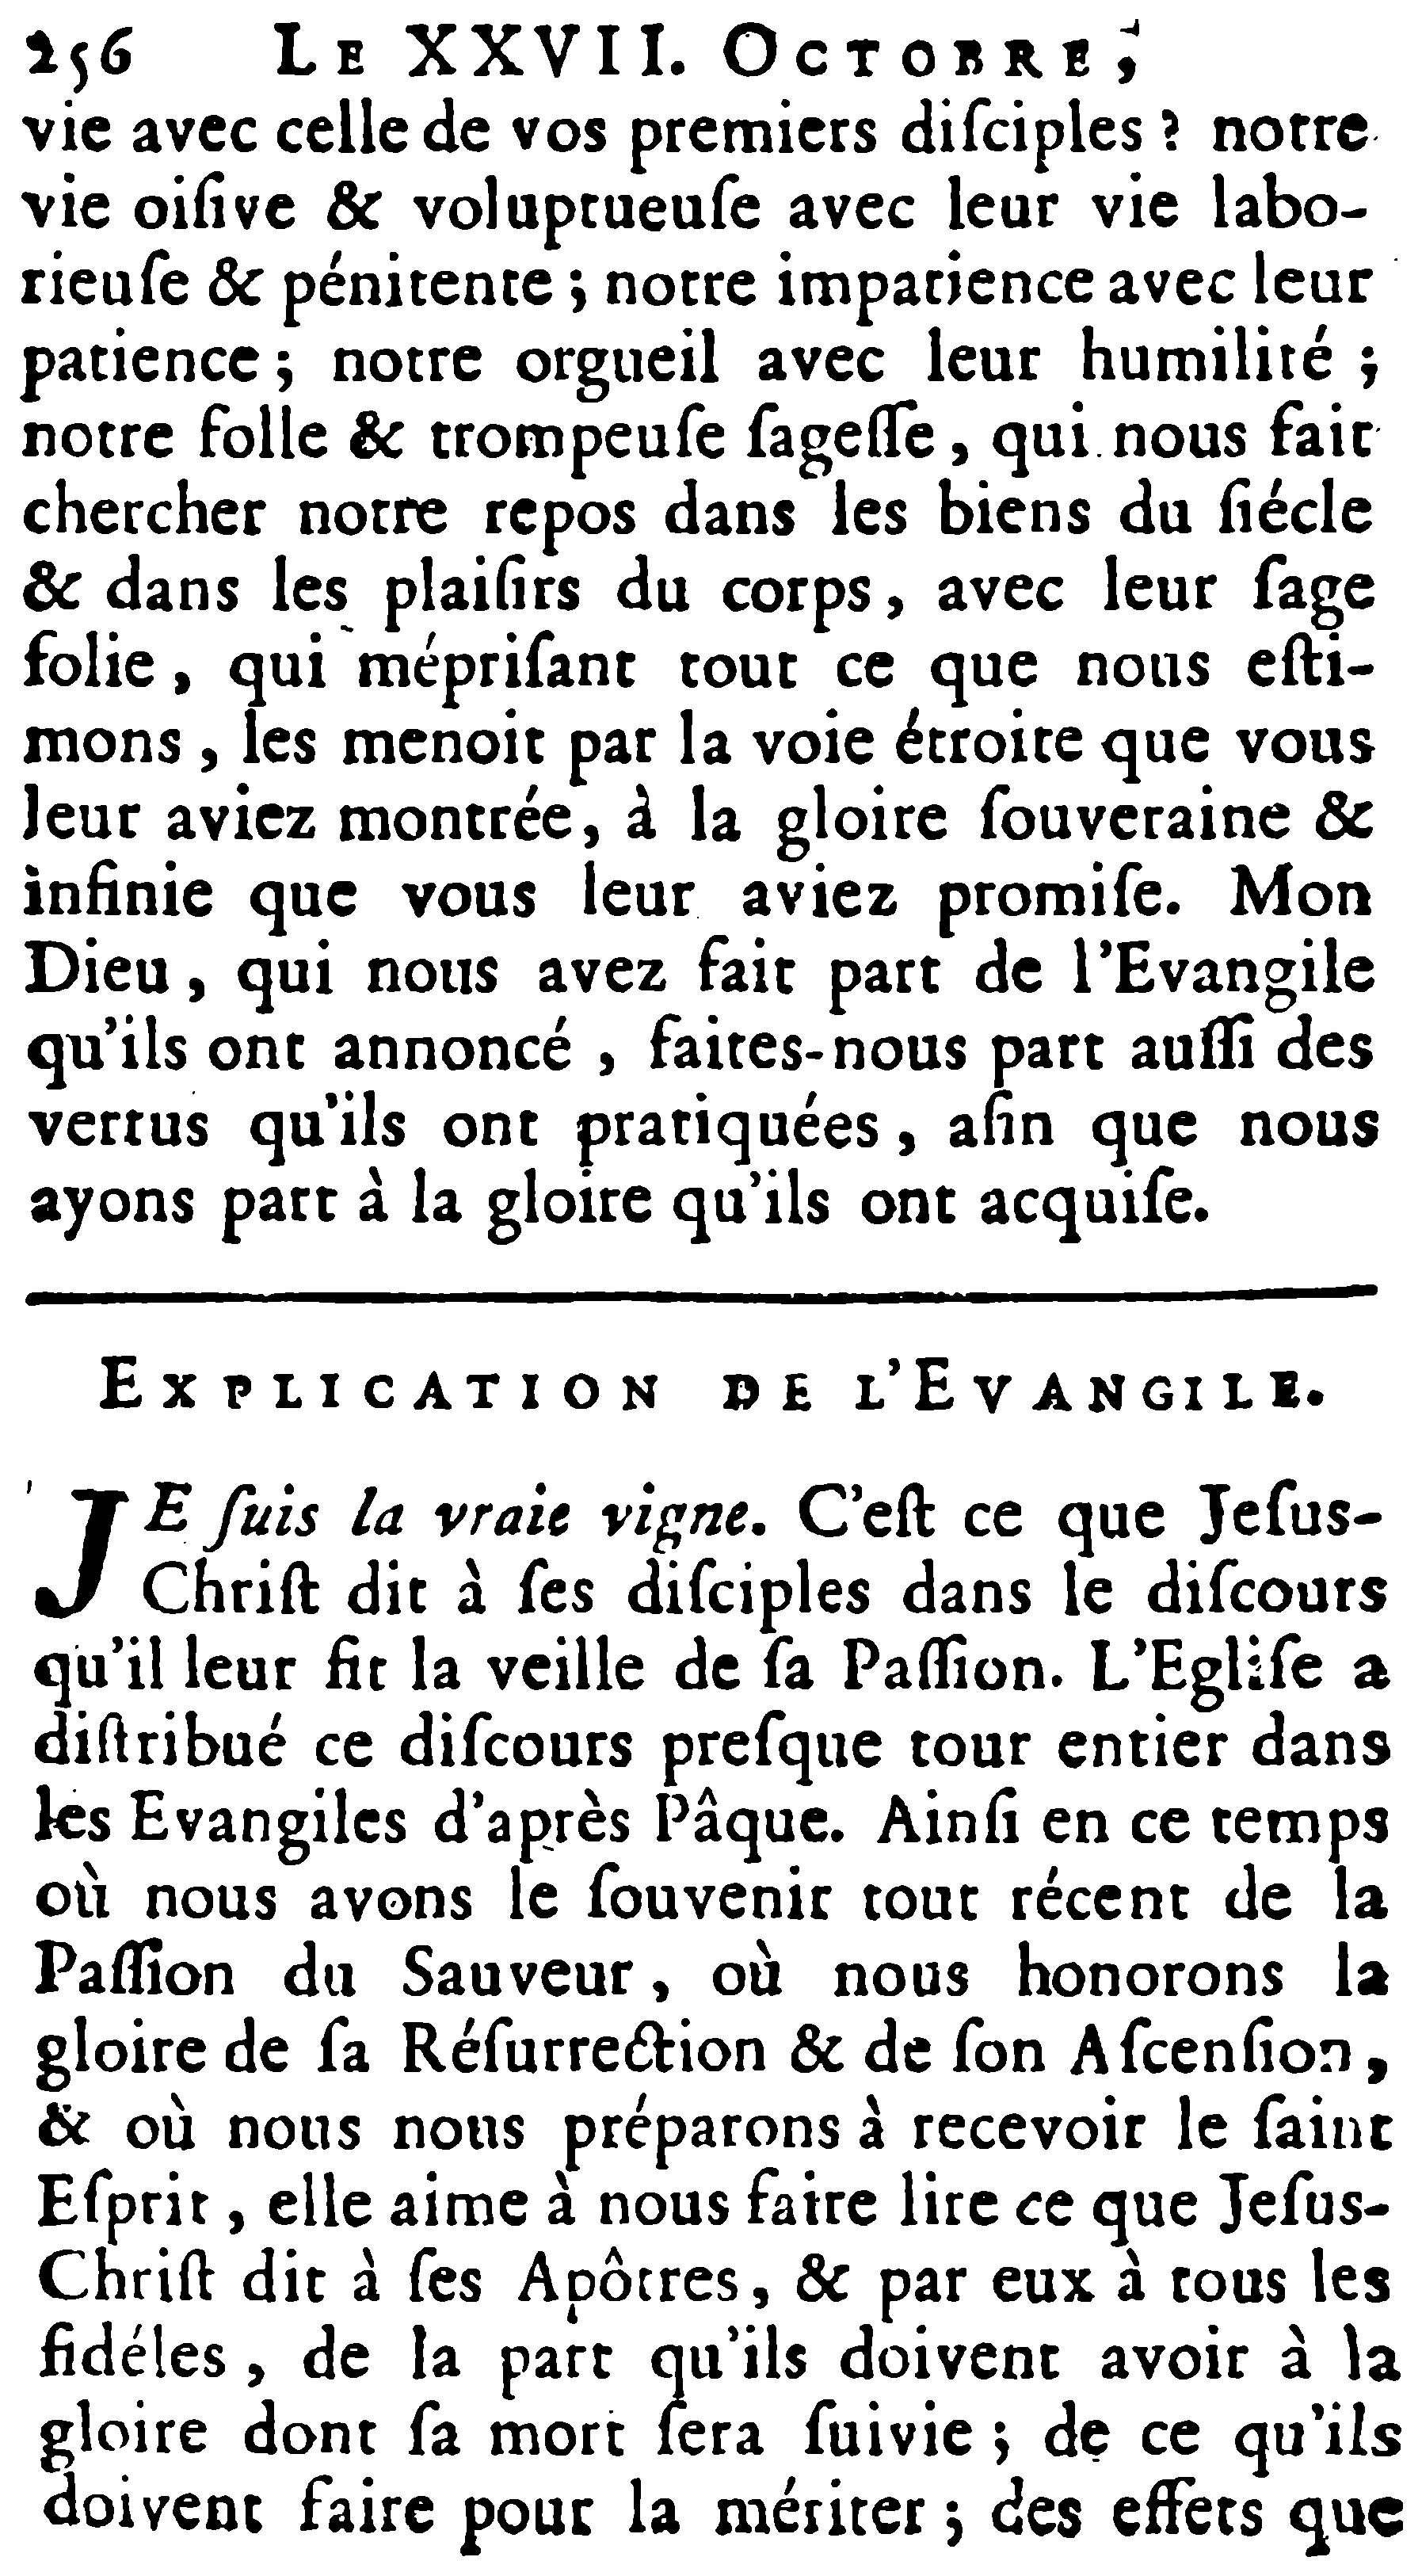 256 LE XXVII. OCTOBRE,
vie avec celle de vos premiers diſciples ? notre
vie oiſive & voluptueuſe avec leur vie labo-
rieuſe & pénitente ; notre impatience avec leur
patience ; notre orgueil avec leur humilité ;
notre folle & trompeuſe ſageſſe, qui nous fait
chercher notre repos dans les biens du ſiécle
& dans les plaiſirs du corps, avec leur ſage
folie, qui mépriſant tout ce que nous eſti-
mons, les menoit par la voie étroite que vous
leur aviez montrée, à la gloire ſouveraine &
infinie que vous leur aviez promiſe. Mon
Dieu, qui nous avez fait part de l'Evangile
qu'ils ont annoncé, faites-nous part auſſi des
vertus qu'ils ont pratiquées, afin que nous
ayons part à la gloire qu'ils ont acquiſe.
EXPLICATION DE L'EVANGILE.
JE ſuis la vraie vigne. C'eſt ce que Jeſus-
Chriſt dit à ſes diſciples dans le diſcours
qu'il leur fit la veille de ſa Paſſion. L'Egliſe a
diſtribué ce diſcours preſque tour entier dans
les Evangiles d'après Pâque. Ainſi en ce temps
où nous avons le ſouvenir tout récent de la
Paſſion du Sauveur, où nous honorons la
gloire de ſa Réſurrection & de ſon Aſcenſion,
& où nous nous préparons à recevoir le ſaint
Eſprit, elle aime à nous faire lire ce que Jeſus-
Chriſt dit à ſes Apôtres, & par eux à tous les
fidéles, de la part qu'ils doivent avoir à la
gloire dont ſa mort ſera ſuivie ; de ce qu'ils
doivent faire pour la mériter ; des effets que